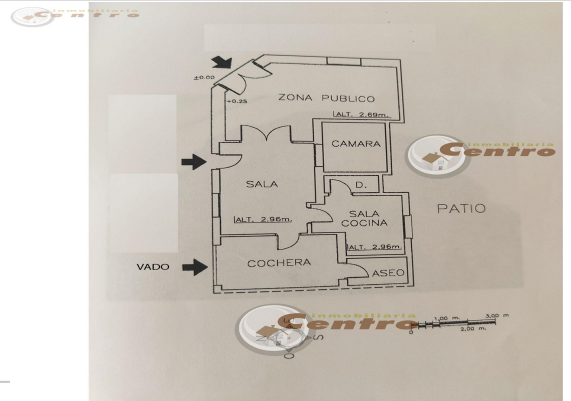 inmobiliaria
Centro
±0.00
+0.25
ZONA PUBLICO
ALT. 2.69m.
CAMARA
inmobiliaria
Centro
SALA
D.
SALA
COCINA
PATIO
ALT. 2.96m.
ALT. 2.96m.
VADO
COCHERA
ASEO
inmobiliaria
Centro
1,00 m.
3,00 m
0
2,00 m.